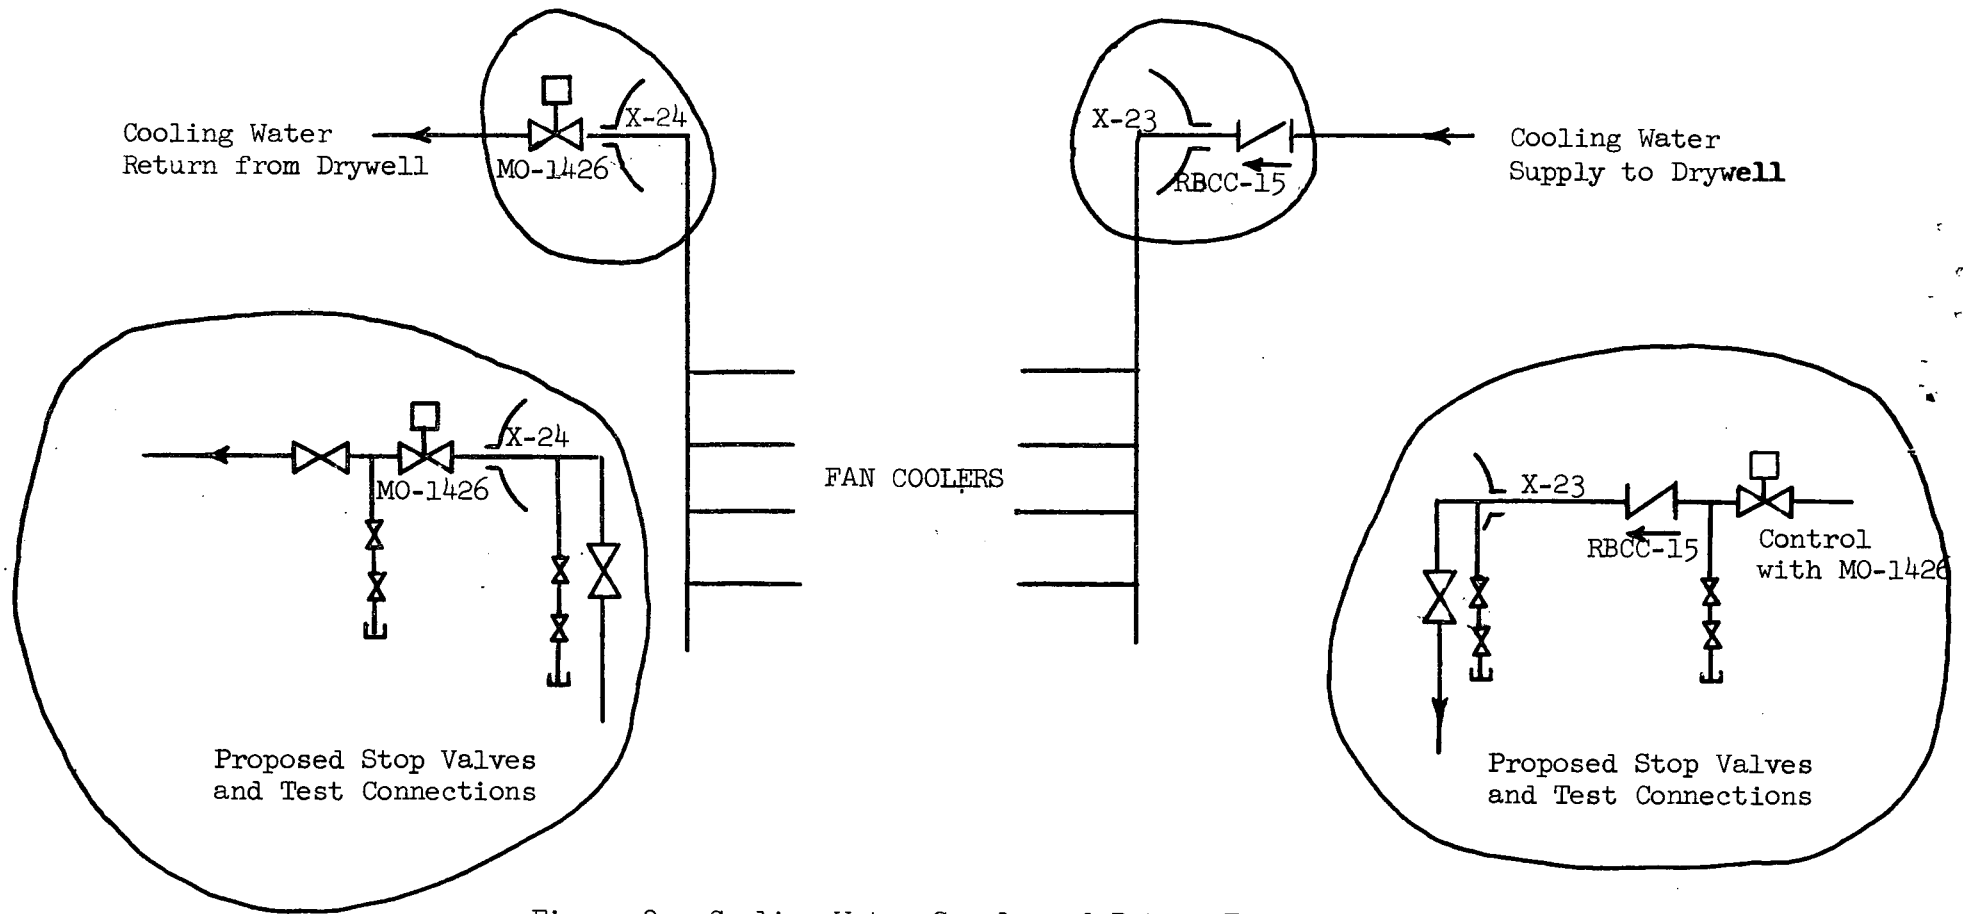 X-24
X-23
Cooling Water
Return from Drywell
MO-1426
RBCC-15
Cooling Water
Supply to Drywell
X-24
MO-1426
FAN COOLERS
X-23
RBCC-15
Control
with MO-1426
Proposed Stop Valves
and Test Connections
Proposed Stop Valves
and Test Connections